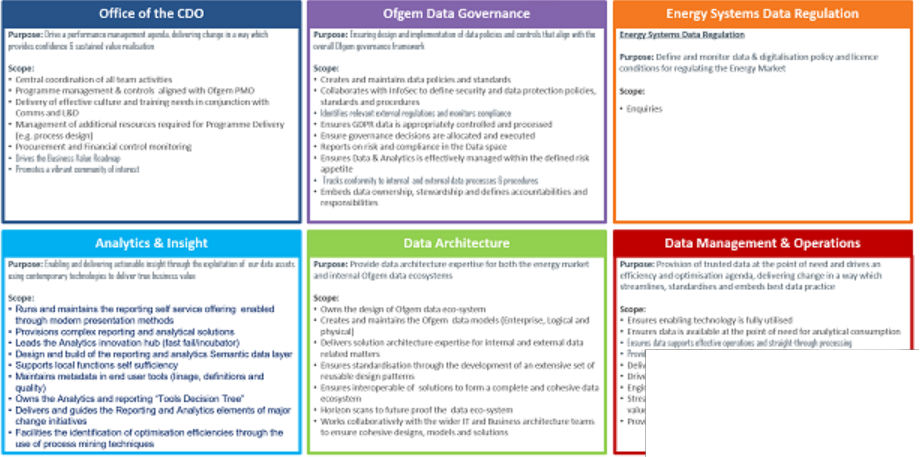 Office of the CDO
Purpose: Drive a performance management agenda, delivering change in a way which
provides confidence & sustained value realisation
Scope:
• Central coordination of all team activities
• Programme management & controls aligned with Ofgem PMO
• Delivery of effective culture and training needs in conjunction with
Comms and L&D
• Management of additional resources required for Programme Delivery
(e.g. process design)
• Procurement and Financial control monitoring
• Drives the Business Value Roadmap
• Promotes a vibrant community of interest
Ofgem Data Governance
Purpose: Ensuring design and implementation of data policies and controls that align with the
overall Ofgem governance framework
Scope:
• Creates and maintains data policies and standards
• Collaborates with InfoSec to define security and data protection policies,
standards and procedures
• Identifies relevant external regulations and monitors compliance
• Ensures GDPR data is appropriately controlled and processed
• Ensure governance decisions are allocated and executed
• Reports on risk and compliance in the Data space
• Ensures Data & Analytics is effectively managed within the defined risk
appetite
• Tracks conformity to internal and external data processes & procedures
• Embeds data ownership, stewardship and defines accountabilities and
responsibilities
Energy Systems Data Regulation
Energy Systems Data Regulation
Purpose: Define and monitor data & digitalisation policy and licence
conditions for regulating the Energy Market
Scope:
• Enquiries
Analytics & Insight
Purpose: Enabling and delivering actionable insight through the exploitation of our data assets
using contemporary technologies to deliver true business value
Scope:
• Runs and maintains the reporting self service offering enabled
through modern presentation methods
• Provisions complex reporting and analytical solutions
• Leads the Analytics innovation hub (fast fail/incubator)
• Design and build of the reporting and analytics Semantic data layer
• Supports local functions self sufficiency
• Maintains metadata in end user tools (linage, definitions and
quality)
• Owns the Analytics and reporting "Tools Decision Tree"
• Delivers and guides the Reporting and Analytics elements of major
change initiatives
• Facilities the identification of optimisation efficiencies through the
use of process mining techniques
Data Architecture
Purpose: Provide data architecture expertise for both the energy market
and internal Ofgem data ecosystems
Scope:
• Owns the design of Ofgem data eco-system
• Creates and maintains the Ofgem data models (Enterprise, Logical and
physical)
• Delivers solution architecture expertise for internal and external data
related matters
• Ensures standardisation through the development of an extensive set of
reusable design patterns
• Ensures interoperable of solutions to form a complete and cohesive data
ecosystem
• Horizon scans to future proof the data eco-system
• Works collaboratively with the wider IT and Business architecture teams
to ensure cohesive designs, models and solutions
Data Management & Operations
Purpose: Provision of trusted data at the point of need and drives an
efficiency and optimisation agenda, delivering change in a way which
streamlines, standardises and embeds best data practice
Scope:
• Ensures enabling technology is fully utilised
• Ensures data is available at the point of need for analytical consumption
• Ensures data supports effective operations and straight-through processing